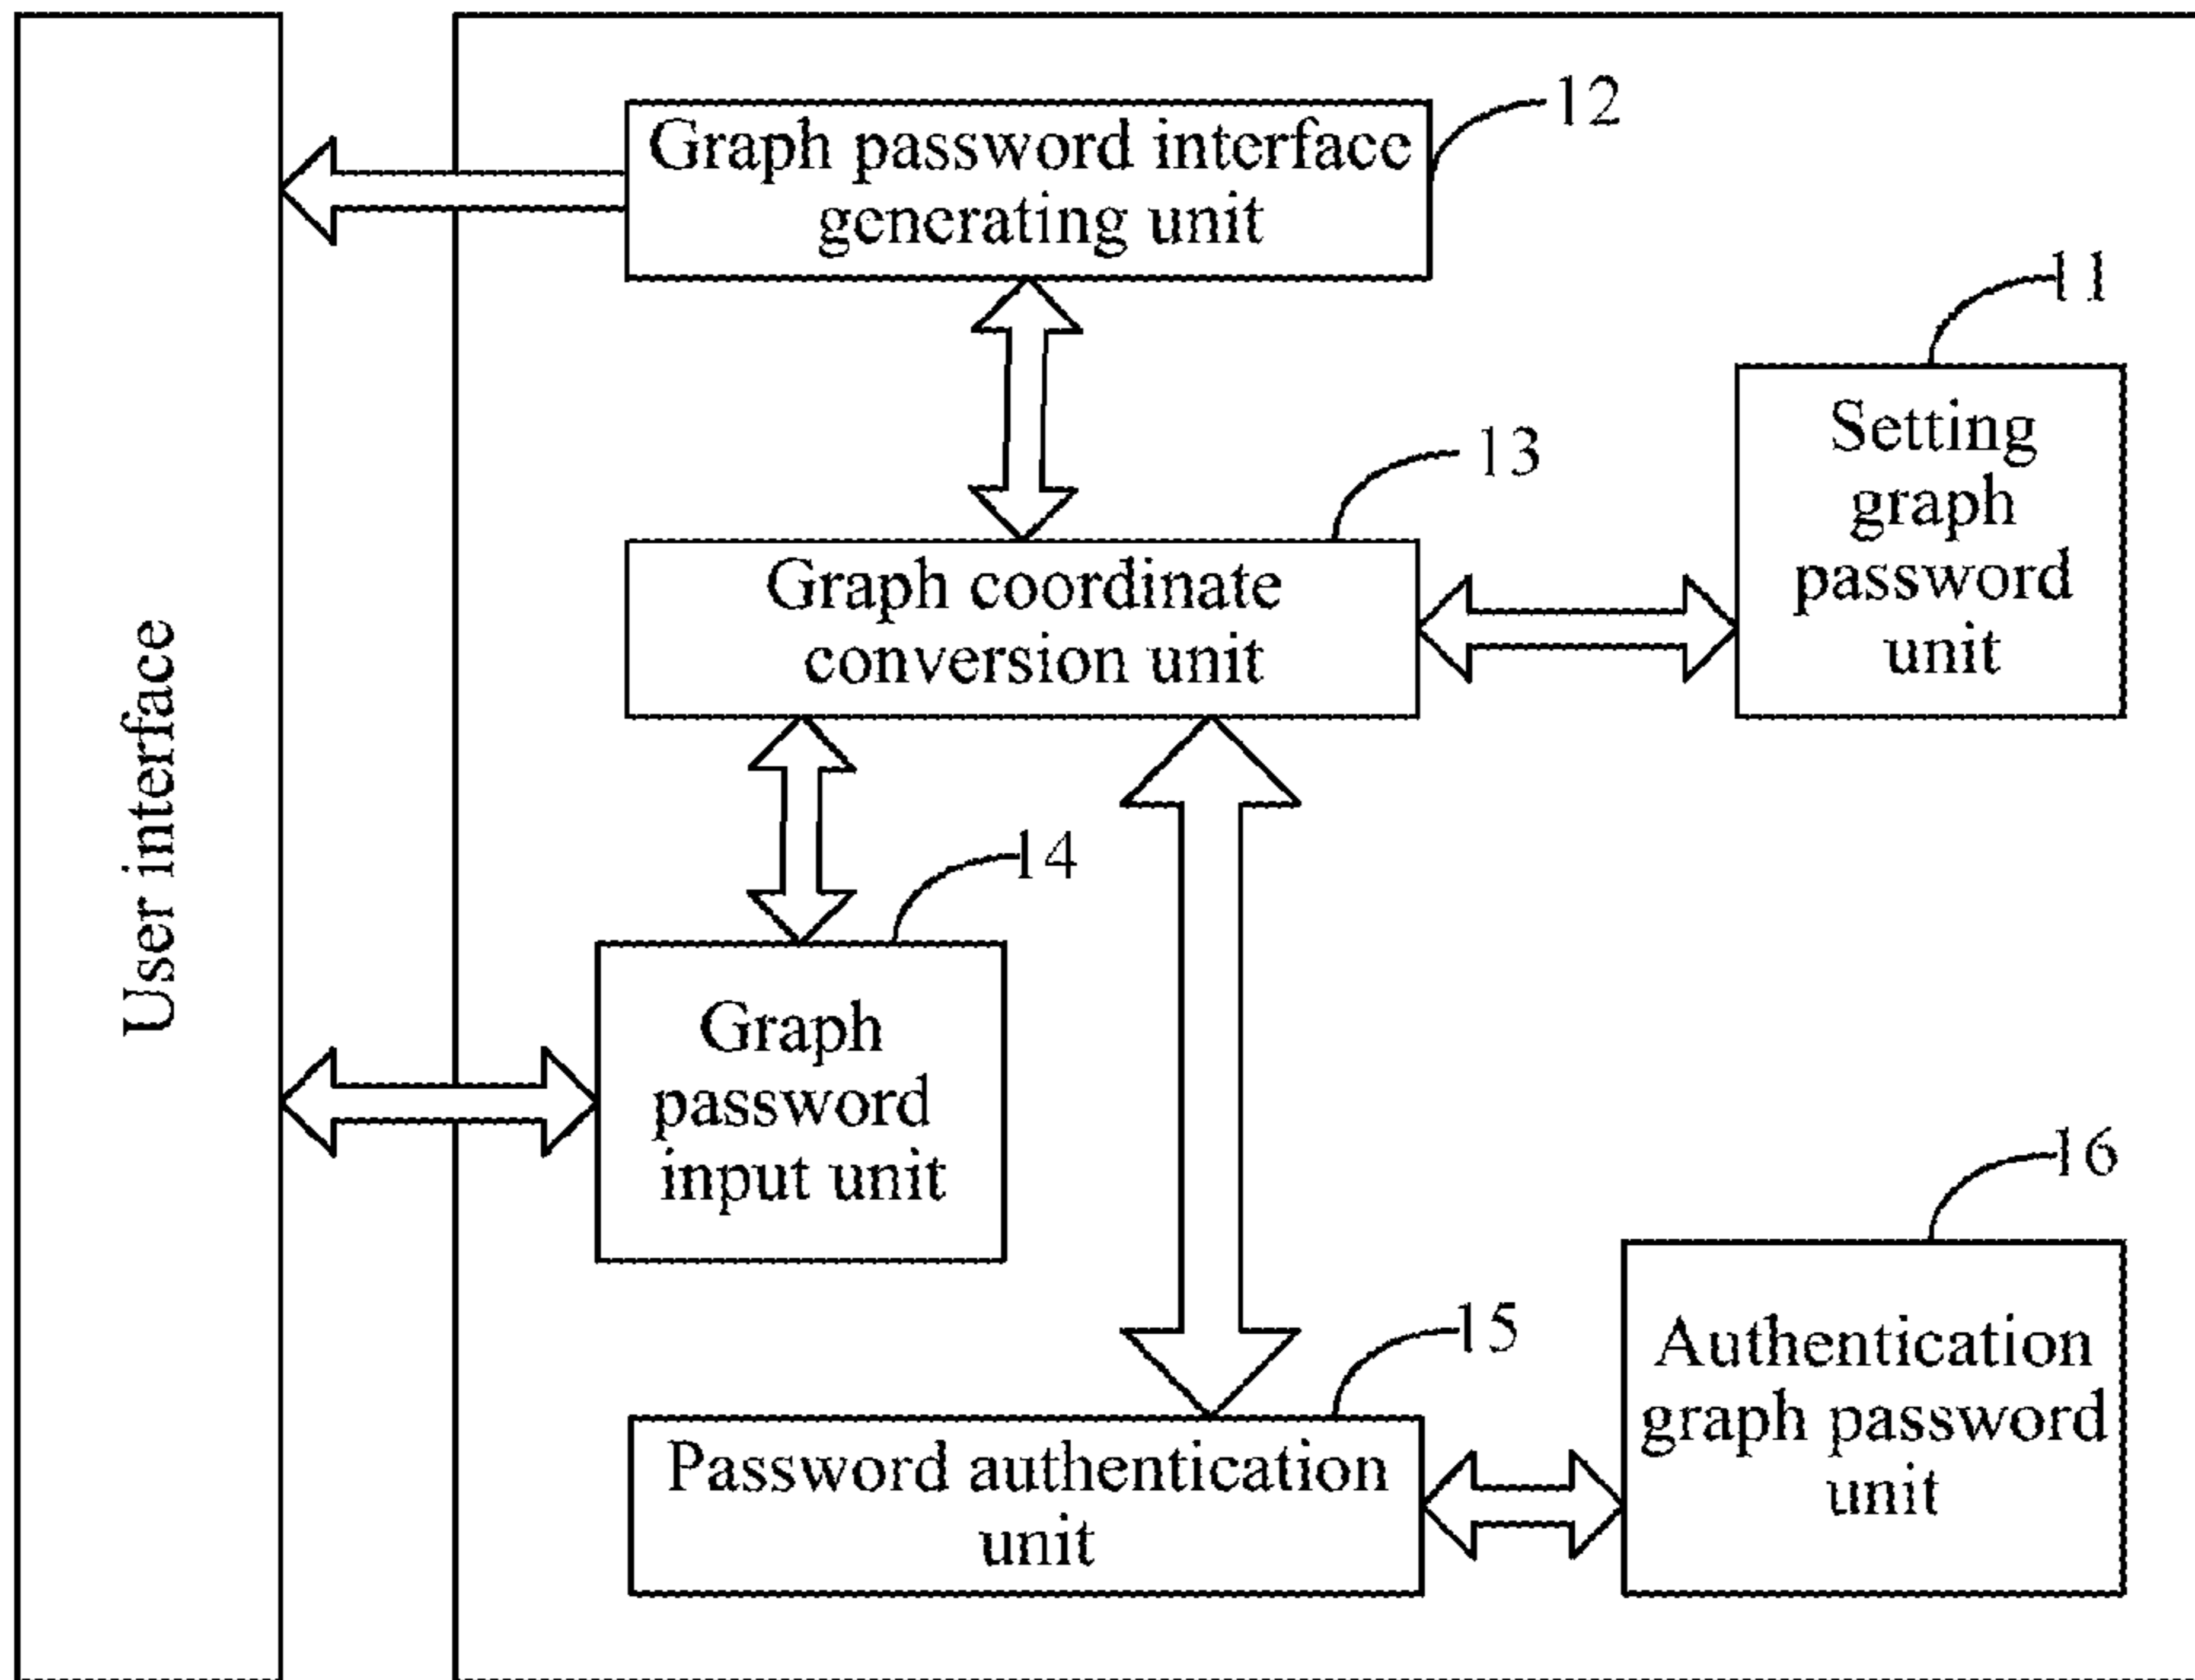 User interface
12
Graph password interface
generating unit
11
Setting
graph
password
unit
13
Graph coordinate
conversion unit
14
Graph
password
input unit
16
Authentication
graph password
unit
15
Password authentication
unit